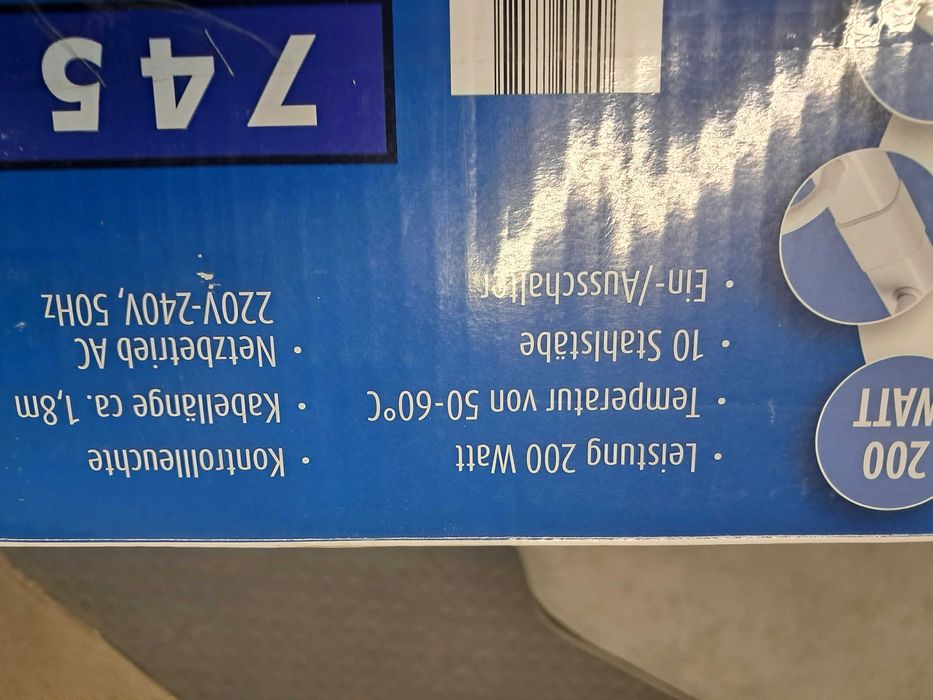 200
WATT
• Leistung 200 Watt
• Temperatur von 50-60°C
• 10 Stahlstäbe
• Ein-/Ausschalter
• Kontrollleuchte
• Kabellänge ca. 1,8m
• Netzbetrieb AC
220V-240V, 50Hz
745